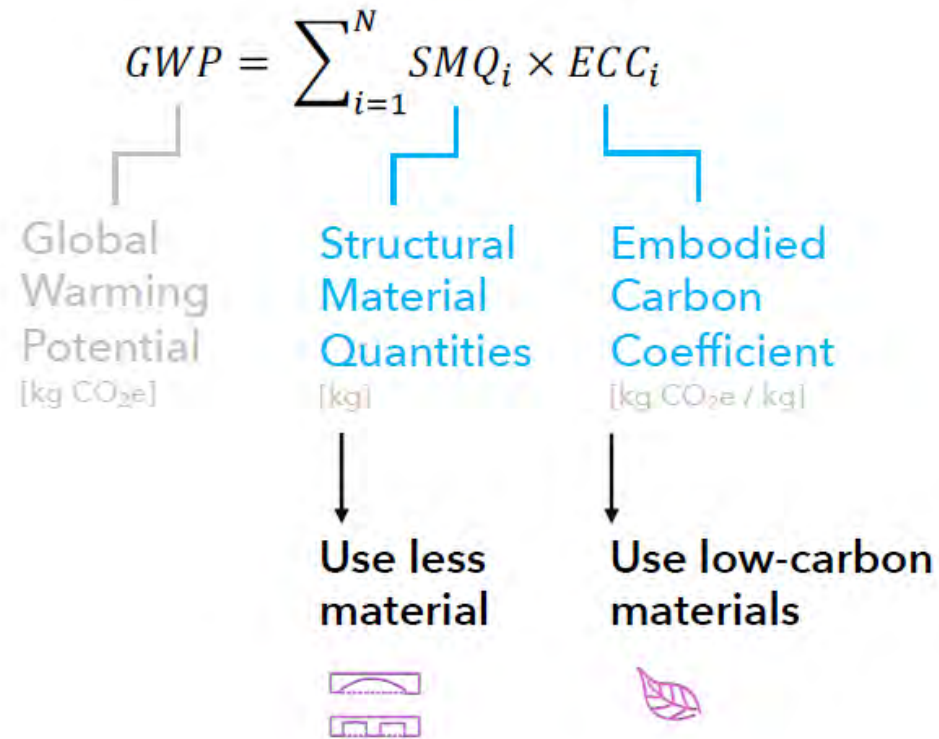 GWP = ∑_{i=1}^{N} SMQ_i × ECC_i
Global
Warming
Potential
[kg CO₂e]
Structural
Material
Quantities
[kg]
Embodied
Carbon
Coefficient
[kg CO₂e / kg]
Use less
material
Use low-carbon
materials